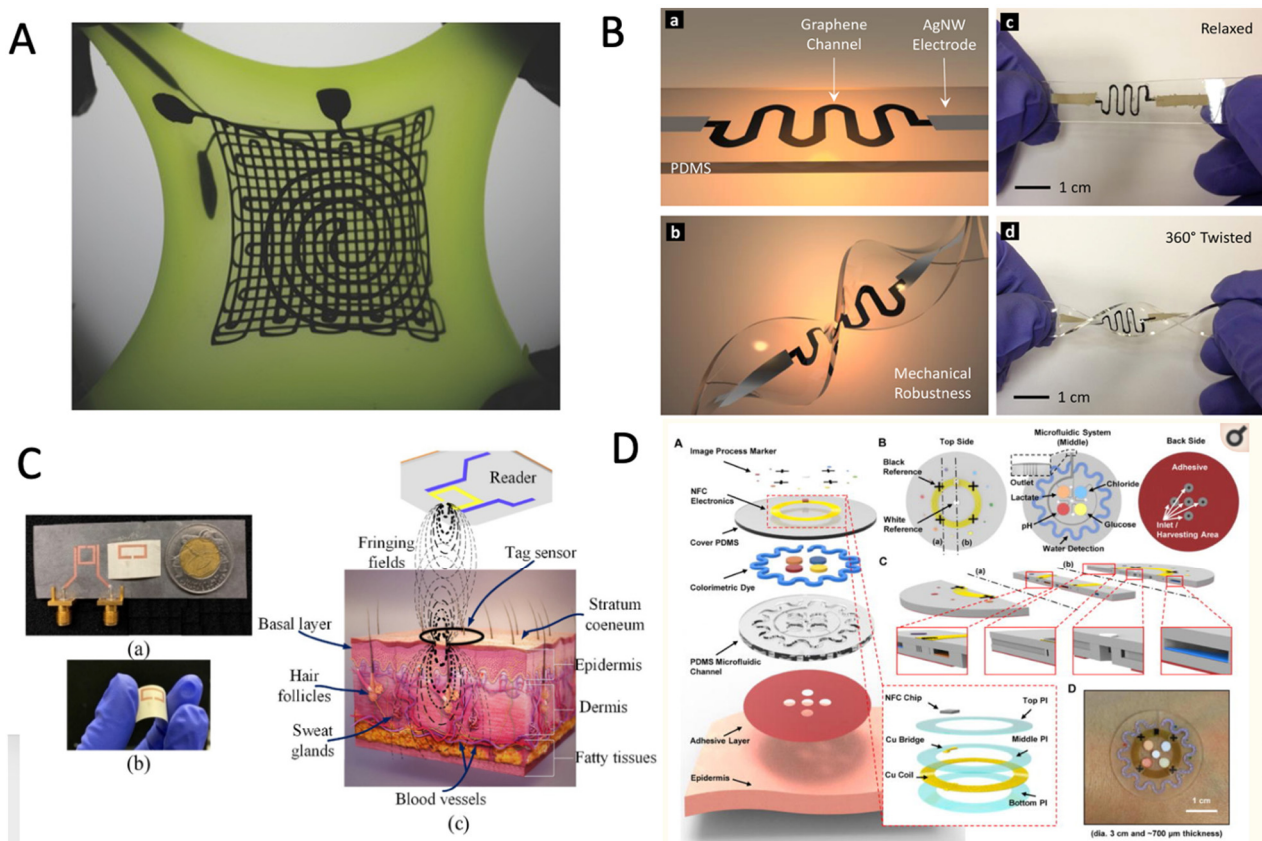 A
B
a
Graphene
Channel
AgNW
Electrode
PDMS
c
Relaxed
1 cm
b
Mechanical
Robustness
d
360° Twisted
1 cm
C
(a)
(b)
Reader
Fringing
fields
Tag sensor
Stratum
coeneum
Basal layer
Epidermis
Hair
follicles
Dermis
Sweat
glands
Fatty tissues
Blood vessels
(c)
D
A
Image Process Marker
NFC
Electronics
Cover PDMS
Colorimetric Dye
PDMS Microfluidic
Channel
Adhesive Layer
Epidermis
B
Top Side
Black
Reference
White
Reference
(a)
(b)
Microfluidic System
(Middle)
Outlet
Lactate
Chloride
pH
Glucose
Water Detection
Back Side
Adhesive
Inlet /
Harvesting Area
C
(a)
(b)
NFC Chip
Top PI
Cu Bridge
Middle PI
Cu Coil
Bottom PI
D
1 cm
(dia. 3 cm and ~700 μm thickness)